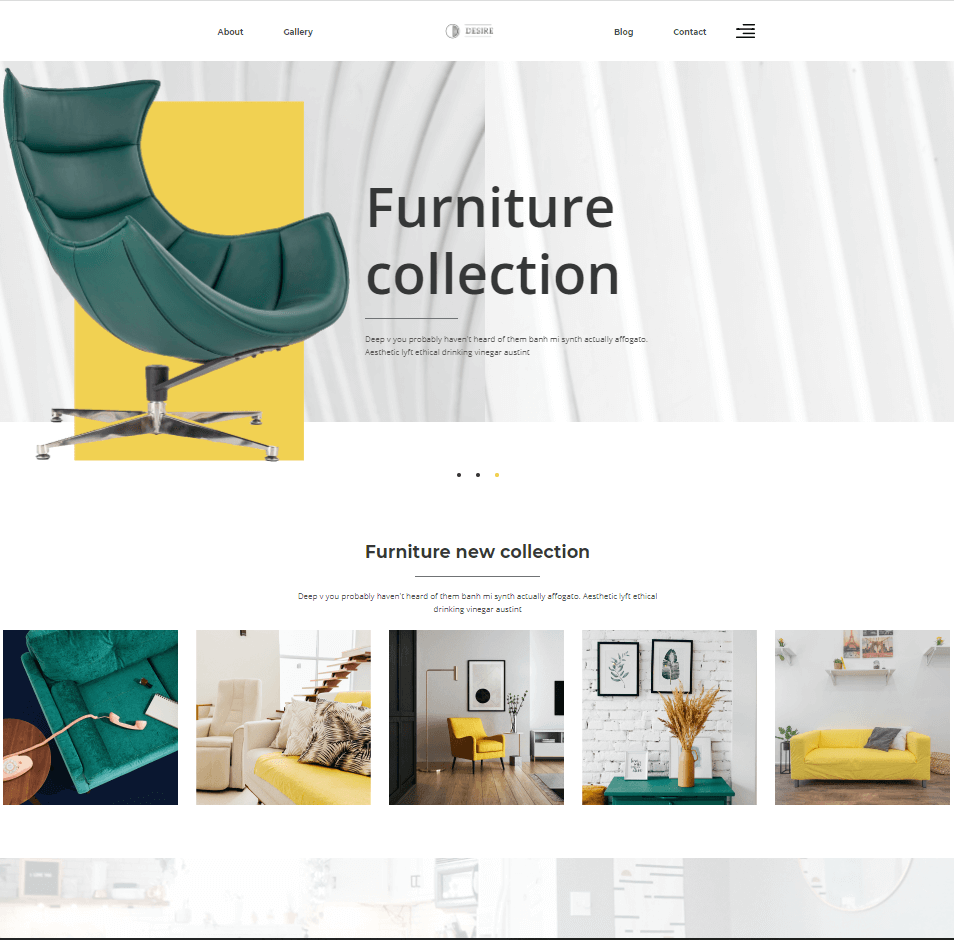 About Gallery DESIRE Blog Contact
Furniture
collection
Deep v you probably haven't heard of them banh mi synth actually affogato.
Aesthetic lyft ethical drinking vinegar austint
Furniture new collection
Deep v you probably haven't heard of them banh mi synth actually affogato. Aesthetic lyft ethical
drinking vinegar austint